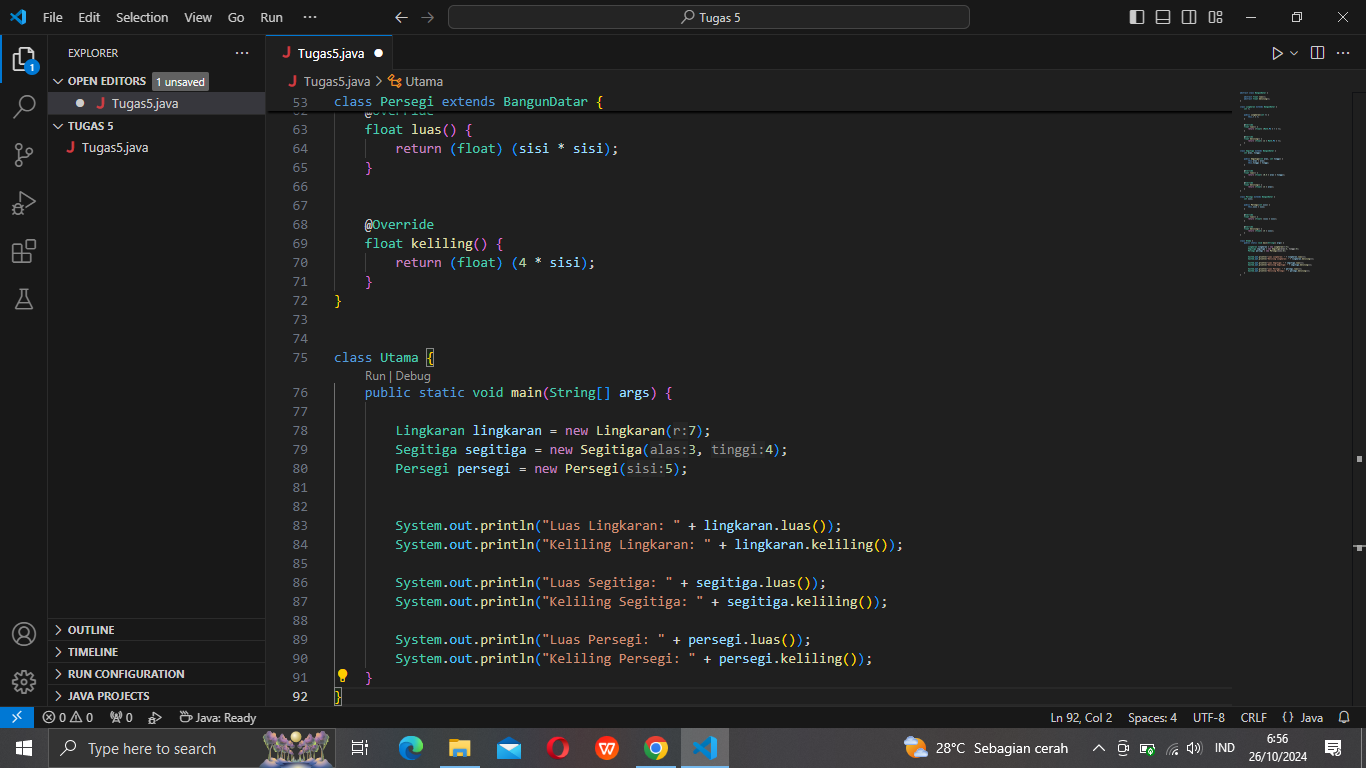 File Edit Selection View Go Run ··· Tugas 5
EXPLORER ···
OPEN EDITORS 1 unsaved
Tugas5.java
TUGAS 5
Tugas5.java
OUTLINE
TIMELINE
RUN CONFIGURATION
JAVA PROJECTS
Tugas5.java
Tugas5.java > Utama
53 class Persegi extends BangunDatar {
62 @Override
63 float luas() {
64 return (float) (sisi * sisi);
65 }
66
67
68 @Override
69 float keliling() {
70 return (float) (4 * sisi);
71 }
72 }
73
74
75 class Utama {
Run | Debug
76 public static void main(String[] args) {
77
78 Lingkaran lingkaran = new Lingkaran(r:7);
79 Segitiga segitiga = new Segitiga(alas:3, tinggi:4);
80 Persegi persegi = new Persegi(sisi:5);
81
82
83 System.out.println("Luas Lingkaran: " + lingkaran.luas());
84 System.out.println("Keliling Lingkaran: " + lingkaran.keliling());
85
86 System.out.println("Luas Segitiga: " + segitiga.luas());
87 System.out.println("Keliling Segitiga: " + segitiga.keliling());
88
89 System.out.println("Luas Persegi: " + persegi.luas());
90 System.out.println("Keliling Persegi: " + persegi.keliling());
91 }
92 }
0 0 0 Java: Ready Ln 92, Col 2 Spaces: 4 UTF-8 CRLF {} Java
Type here to search 28°C Sebagian cerah IND 6:56
26/10/2024